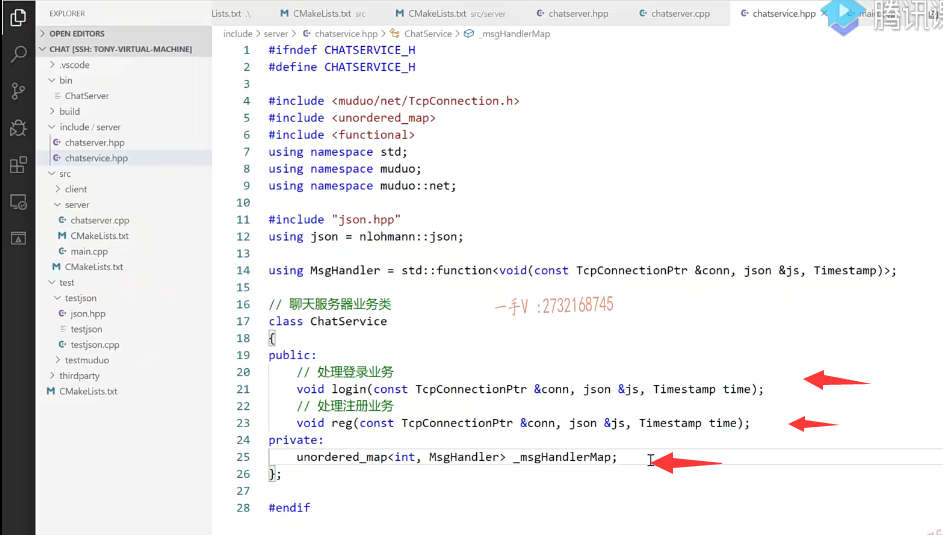 Lists.txt .\
CMakeLists.txt src
CMakeLists.txt src/server
chatserver.hpp
chatserver.cpp
chatservice.hpp
腾讯课
EXPLORER
OPEN EDITORS
CHAT [SSH: TONY-VIRTUAL-MACHINE]
.vscode
bin
ChatServer
build
include / server
chatserver.hpp
chatservice.hpp
src
client
server
chatserver.cpp
CMakeLists.txt
main.cpp
CMakeLists.txt
test
testjson
json.hpp
testjson
testjson.cpp
testmuduo
thirdparty
CMakeLists.txt
include > server > chatservice.hpp > ChatService > _msgHandlerMap
1 #ifndef CHATSERVICE_H
2 #define CHATSERVICE_H
3
4 #include <muduo/net/TcpConnection.h>
5 #include <unordered_map>
6 #include <functional>
7 using namespace std;
8 using namespace muduo;
9 using namespace muduo::net;
10
11 #include "json.hpp"
12 using json = nlohmann::json;
13
14 using MsgHandler = std::function<void(const TcpConnectionPtr &conn, json &js, Timestamp)>;
15
16 // 聊天服务器业务类
一手V :2732168745
17 class ChatService
18 {
19 public:
20 // 处理登录业务
21 void login(const TcpConnectionPtr &conn, json &js, Timestamp time);
22 // 处理注册业务
23 void reg(const TcpConnectionPtr &conn, json &js, Timestamp time);
24 private:
25 unordered_map<int, MsgHandler> _msgHandlerMap;
26 };
27
28 #endif